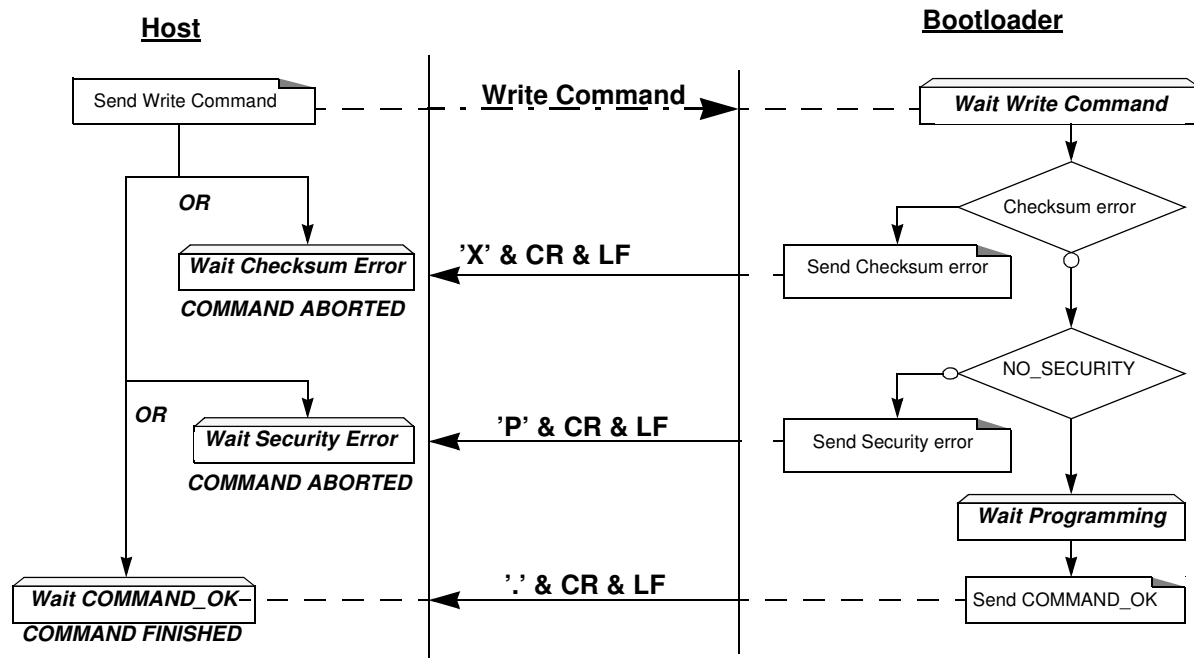 Host
Bootloader
Send Write Command
Write Command
Wait Write Command
OR
Checksum error
Wait Checksum Error
'X' & CR & LF
Send Checksum error
COMMAND ABORTED
NO_SECURITY
OR
Wait Security Error
'P' & CR & LF
Send Security error
COMMAND ABORTED
Wait Programming
Wait COMMAND_OK
'.' & CR & LF
Send COMMAND_OK
COMMAND FINISHED